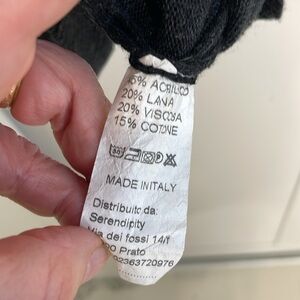 5% ACRILICO
20% LANA
20% VISCOSA
15% COTONE
MADE IN ITALY
Distribuito da:
Serendipity
Via dei fossi 14/f
Prato
02363720976